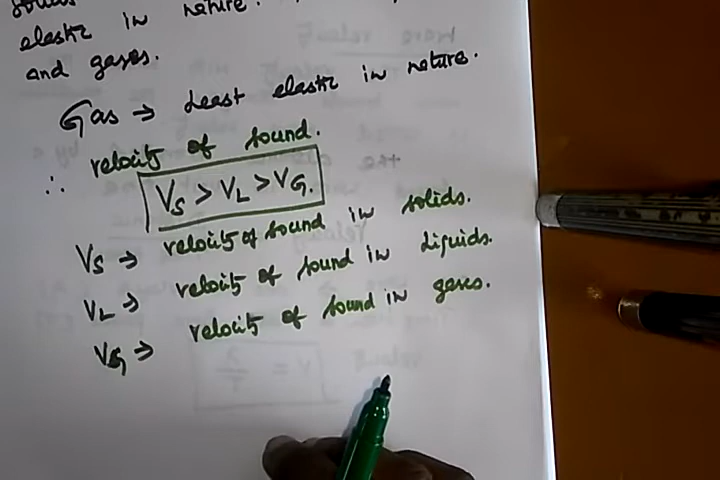 elastic in nature.
and gases.
Gas → Least elastic in nature.
∴ velocity of sound.
Vs > VL > VG.
Vs → velocity of sound in solids.
VL → velocity of sound in Liquids.
VG → velocity of sound in gases.